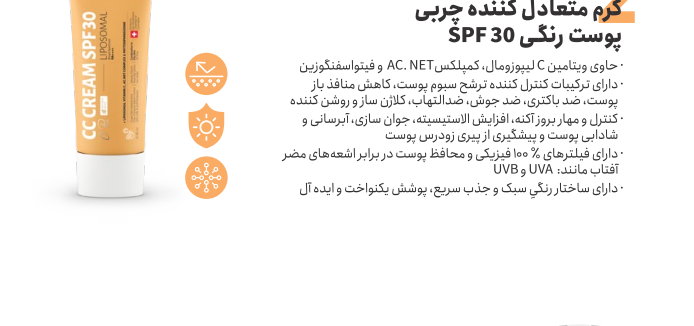 2
کرم متعادل کننده چربی
پوست رنگی SPF 30
· حاوی ویتامین C لیپوزومال، کمپلکس AC. NET و فیتواسفنگوزین
· دارای ترکیبات کنترل کننده ترشح سبوم پوست، کاهش منافذ باز
پوست، ضد باکتری، ضد جوش، ضدالتهاب، کلاژن ساز و روشن کننده
· کنترل و مهار بروز آکنه، افزایش الاستیسیته، جوان سازی، آبرسانی و
شادابی پوست و پیشگیری از پیری زودرس پوست
· دارای فیلترهای % ۱۰۰ فیزیکی و محافظ پوست در برابر اشعه‌های مضر
آفتاب مانند: UVA و UVB
· دارای ساختار رنگیِ سبک و جذب سریع، پوشش یکنواخت و ایده آل
CC CREAM SPF30
LIPOSOMAL